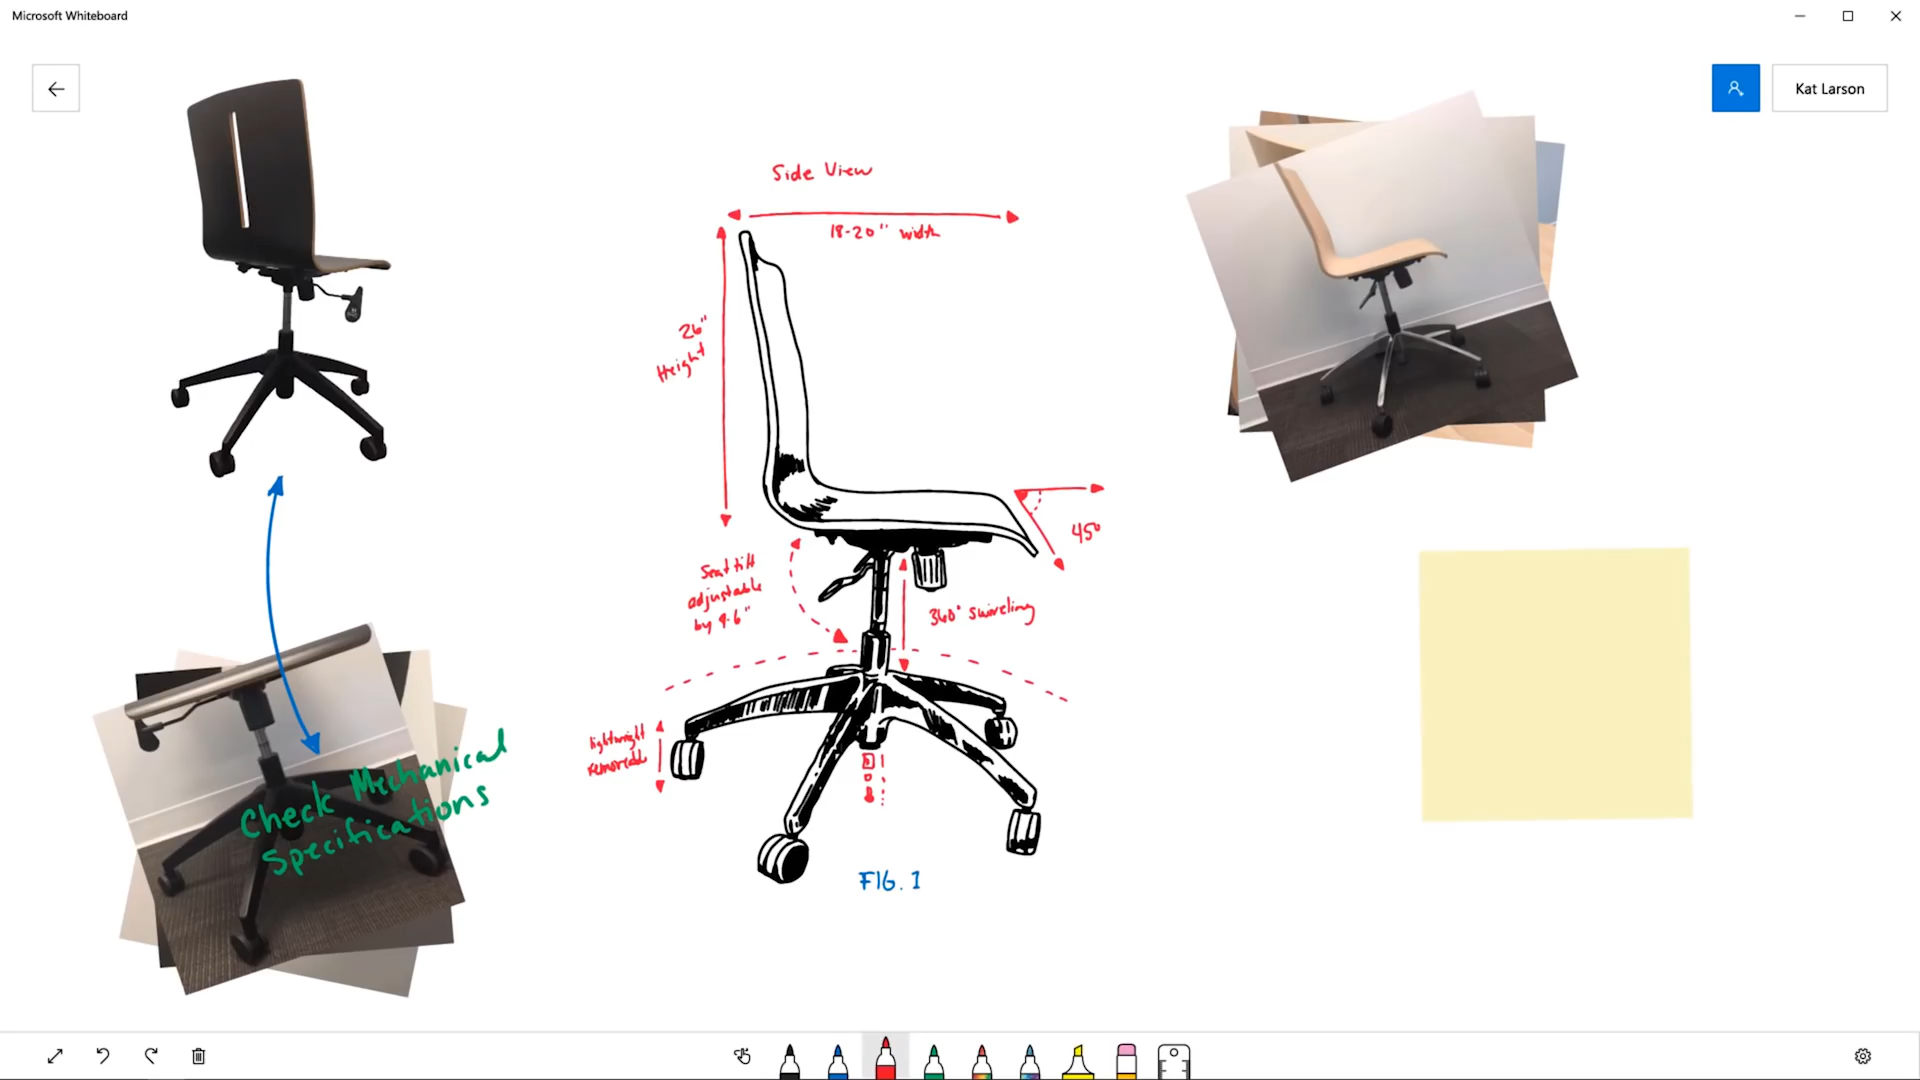 Microsoft Whiteboard
Kat Larson
Side View
18-20" width
26"
Height
45°
Seat tilt
adjustable
by 4-6"
360° swiveling
lightweight
removable
Check Mechanical
Specifications
FIG. 1